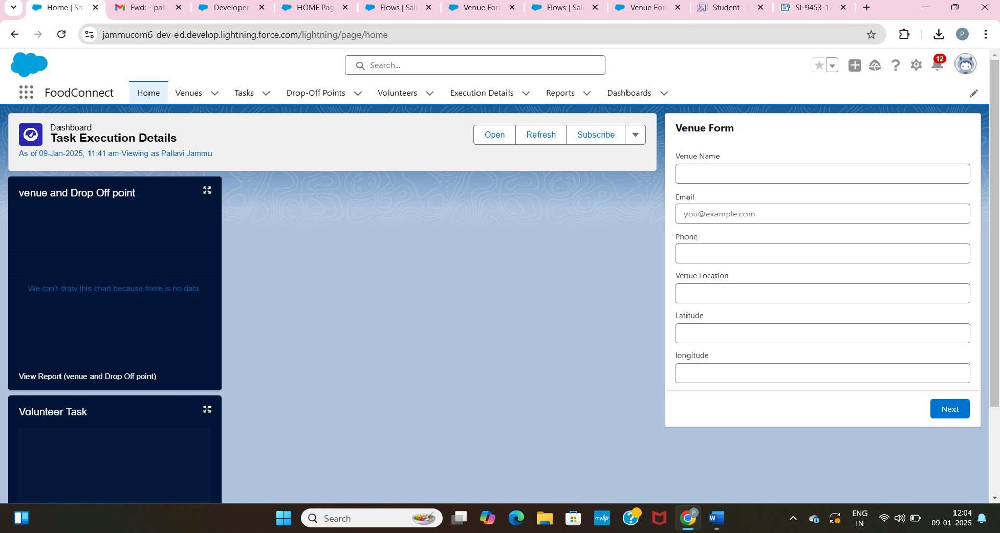 Home | Sal
Fwd: - pall
Developer
HOME Pag
Flows | Sal
Venue For
Flows | Sal
Venue For
Student - S
SI-9453-17
jammucom6-dev-ed.develop.lightning.force.com/lightning/page/home
P
Search...
12
FoodConnect
Home
Venues
Tasks
Drop-Off Points
Volunteers
Execution Details
Reports
Dashboards
Dashboard
Task Execution Details
As of 09-Jan-2025, 11:41 am·Viewing as Pallavi Jammu
Open
Refresh
Subscribe
venue and Drop Off point
We can't draw this chart because there is no data.
View Report (venue and Drop Off point)
Volunteer Task
Venue Form
Venue Name
Email
you@example.com
Phone
Venue Location
Latitude
longitude
Next
Search
myhp
P
W
ENG
IN
12:04
09 01 2025